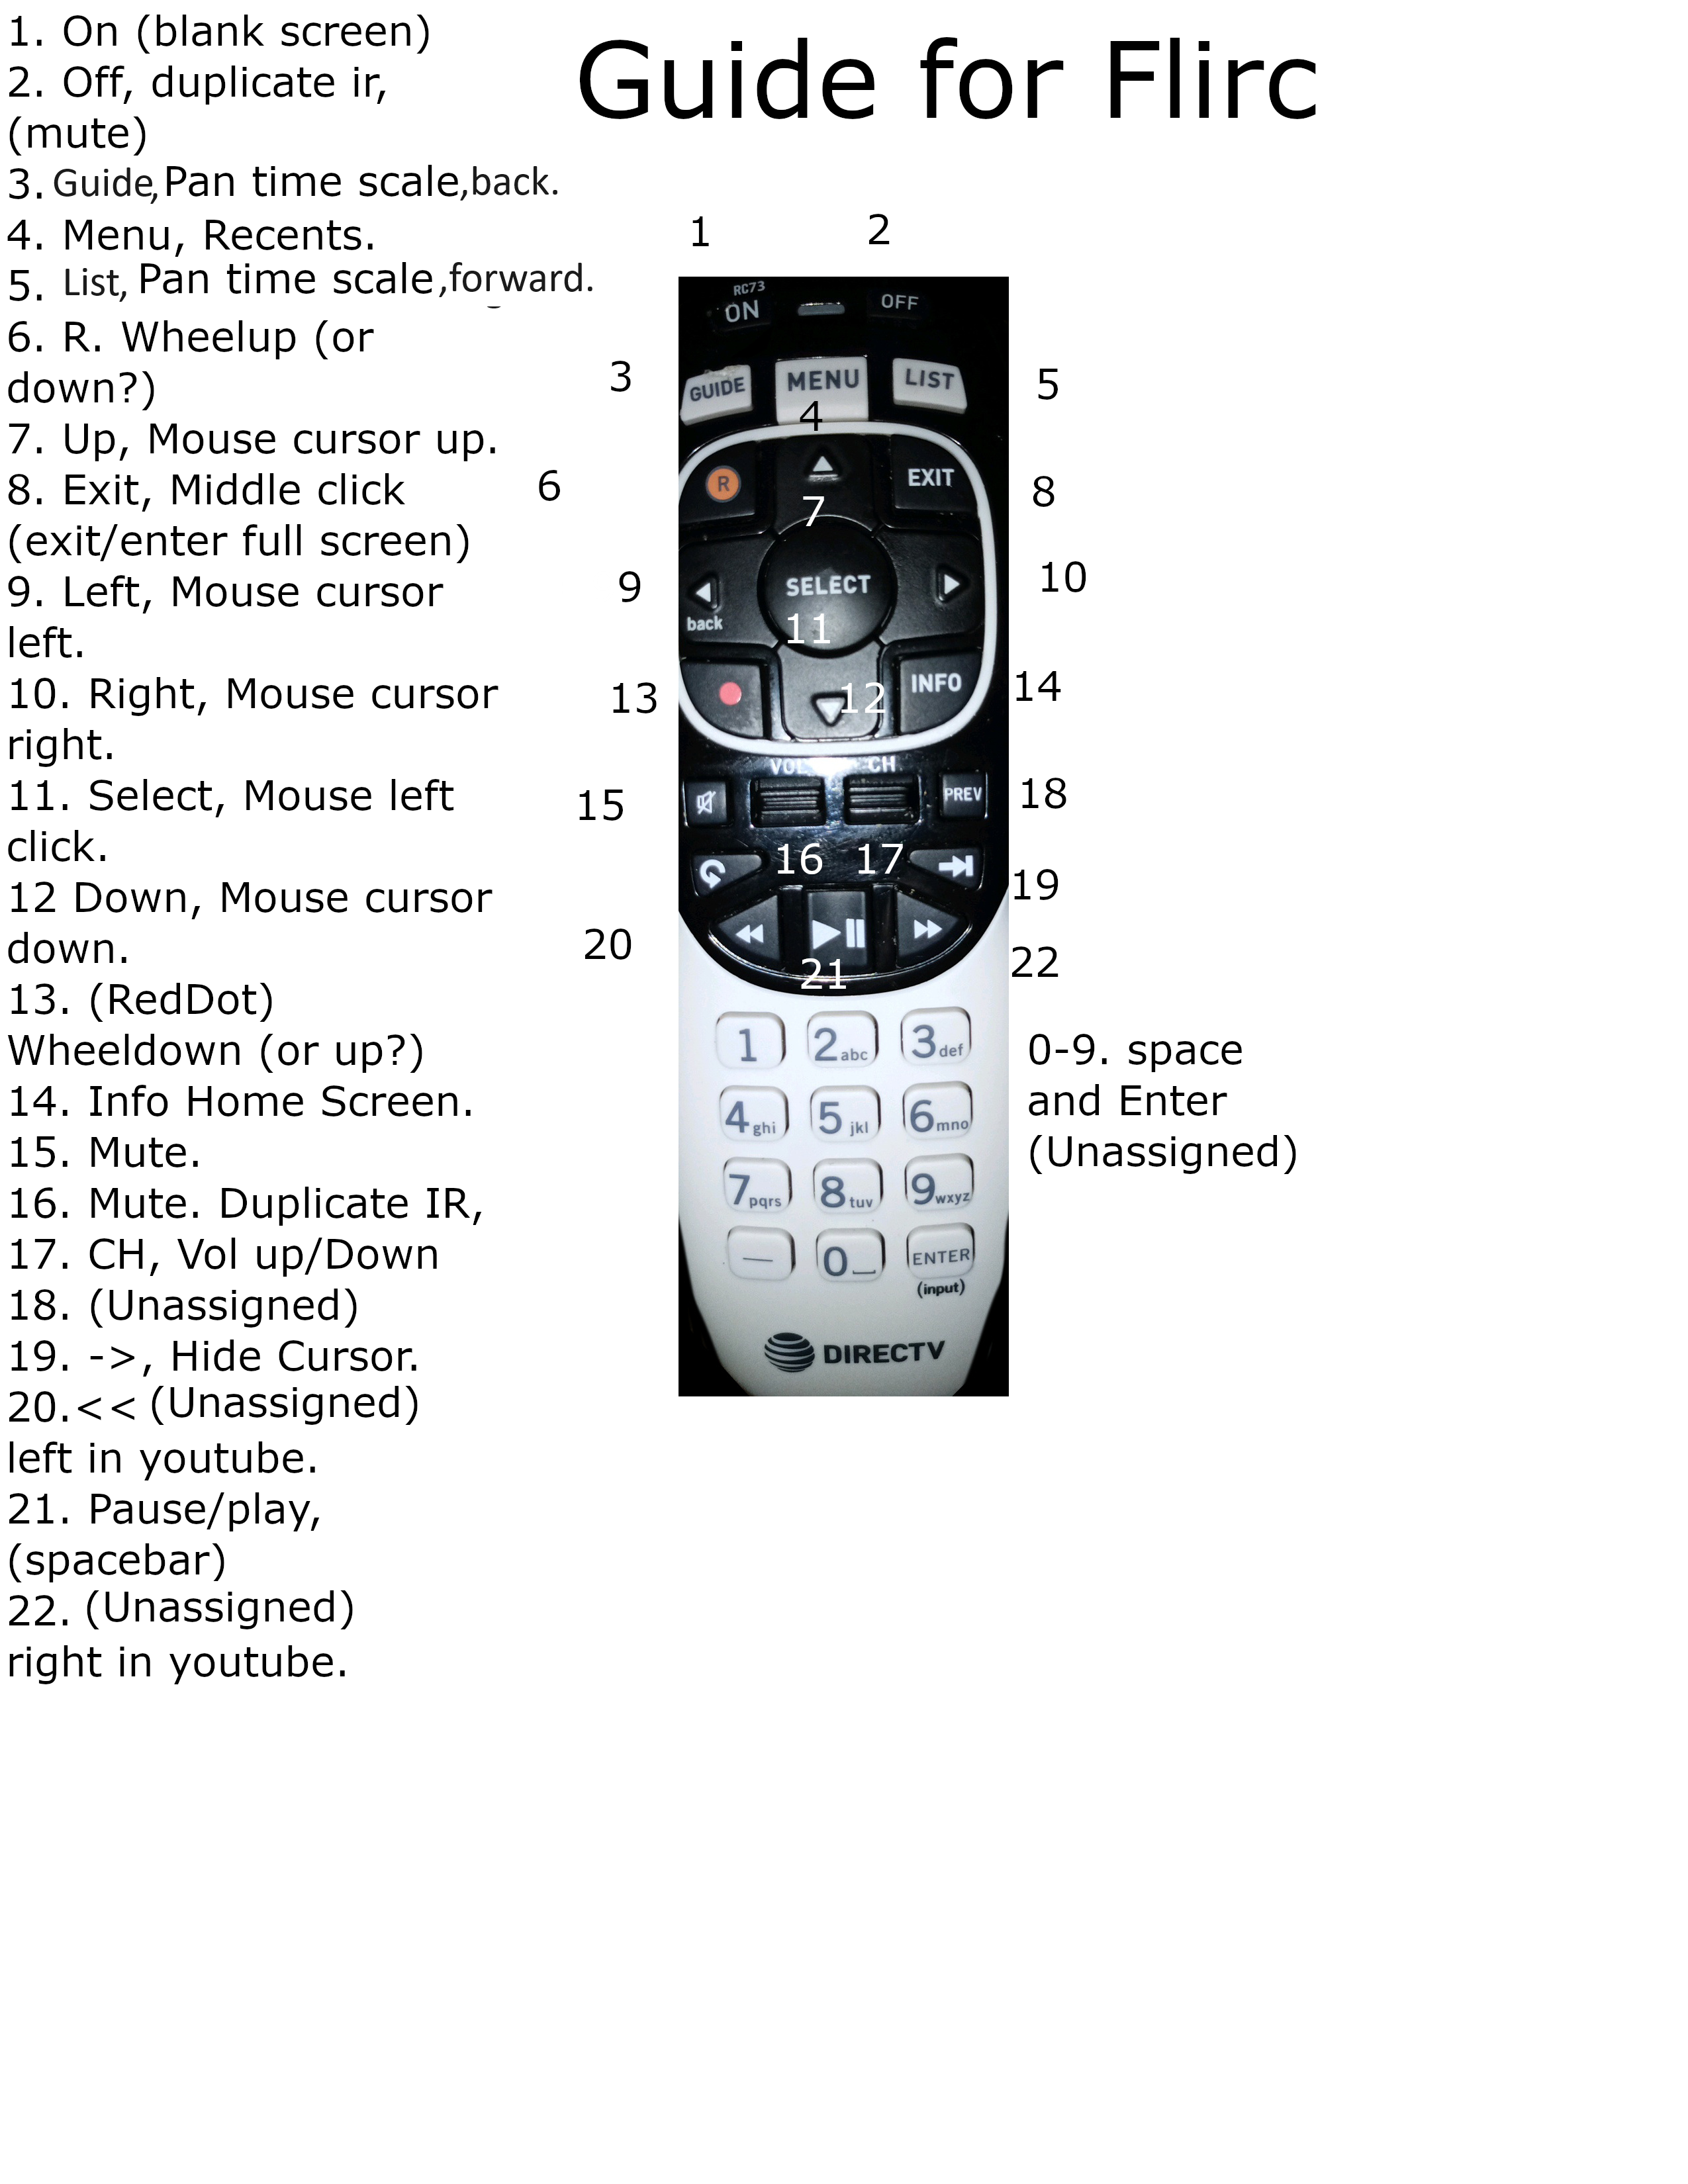 Guide for Flirc
1. On (blank screen)
2. Off, duplicate ir,
(mute)
3. Guide, Pan time scale,back.
4. Menu, Recents.
5. List, Pan time scale,forward.
6. R. Wheelup (or
down?)
7. Up, Mouse cursor up.
8. Exit, Middle click
(exit/enter full screen)
9. Left, Mouse cursor
left.
10. Right, Mouse cursor
right.
11. Select, Mouse left
click.
12 Down, Mouse cursor
down.
13. (RedDot)
Wheeldown (or up?)
14. Info Home Screen.
15. Mute.
16. Mute. Duplicate IR,
17. CH, Vol up/Down
18. (Unassigned)
19. ->, Hide Cursor.
20.<< (Unassigned)
left in youtube.
21. Pause/play,
(spacebar)
22. (Unassigned)
right in youtube.
1 2
RC73
ON OFF
3 GUIDE MENU LIST 5
4
6 R EXIT 8
7
9 SELECT 10
back 11
13 12 INFO 14
VOL CH
15 PREV 18
16 17
19
20 22
21
1 2abc 3def
4ghi 5jkl 6mno
7pqrs 8tuv 9wxyz
— 0 ENTER
(input)
DIRECTV
0-9. space
and Enter
(Unassigned)